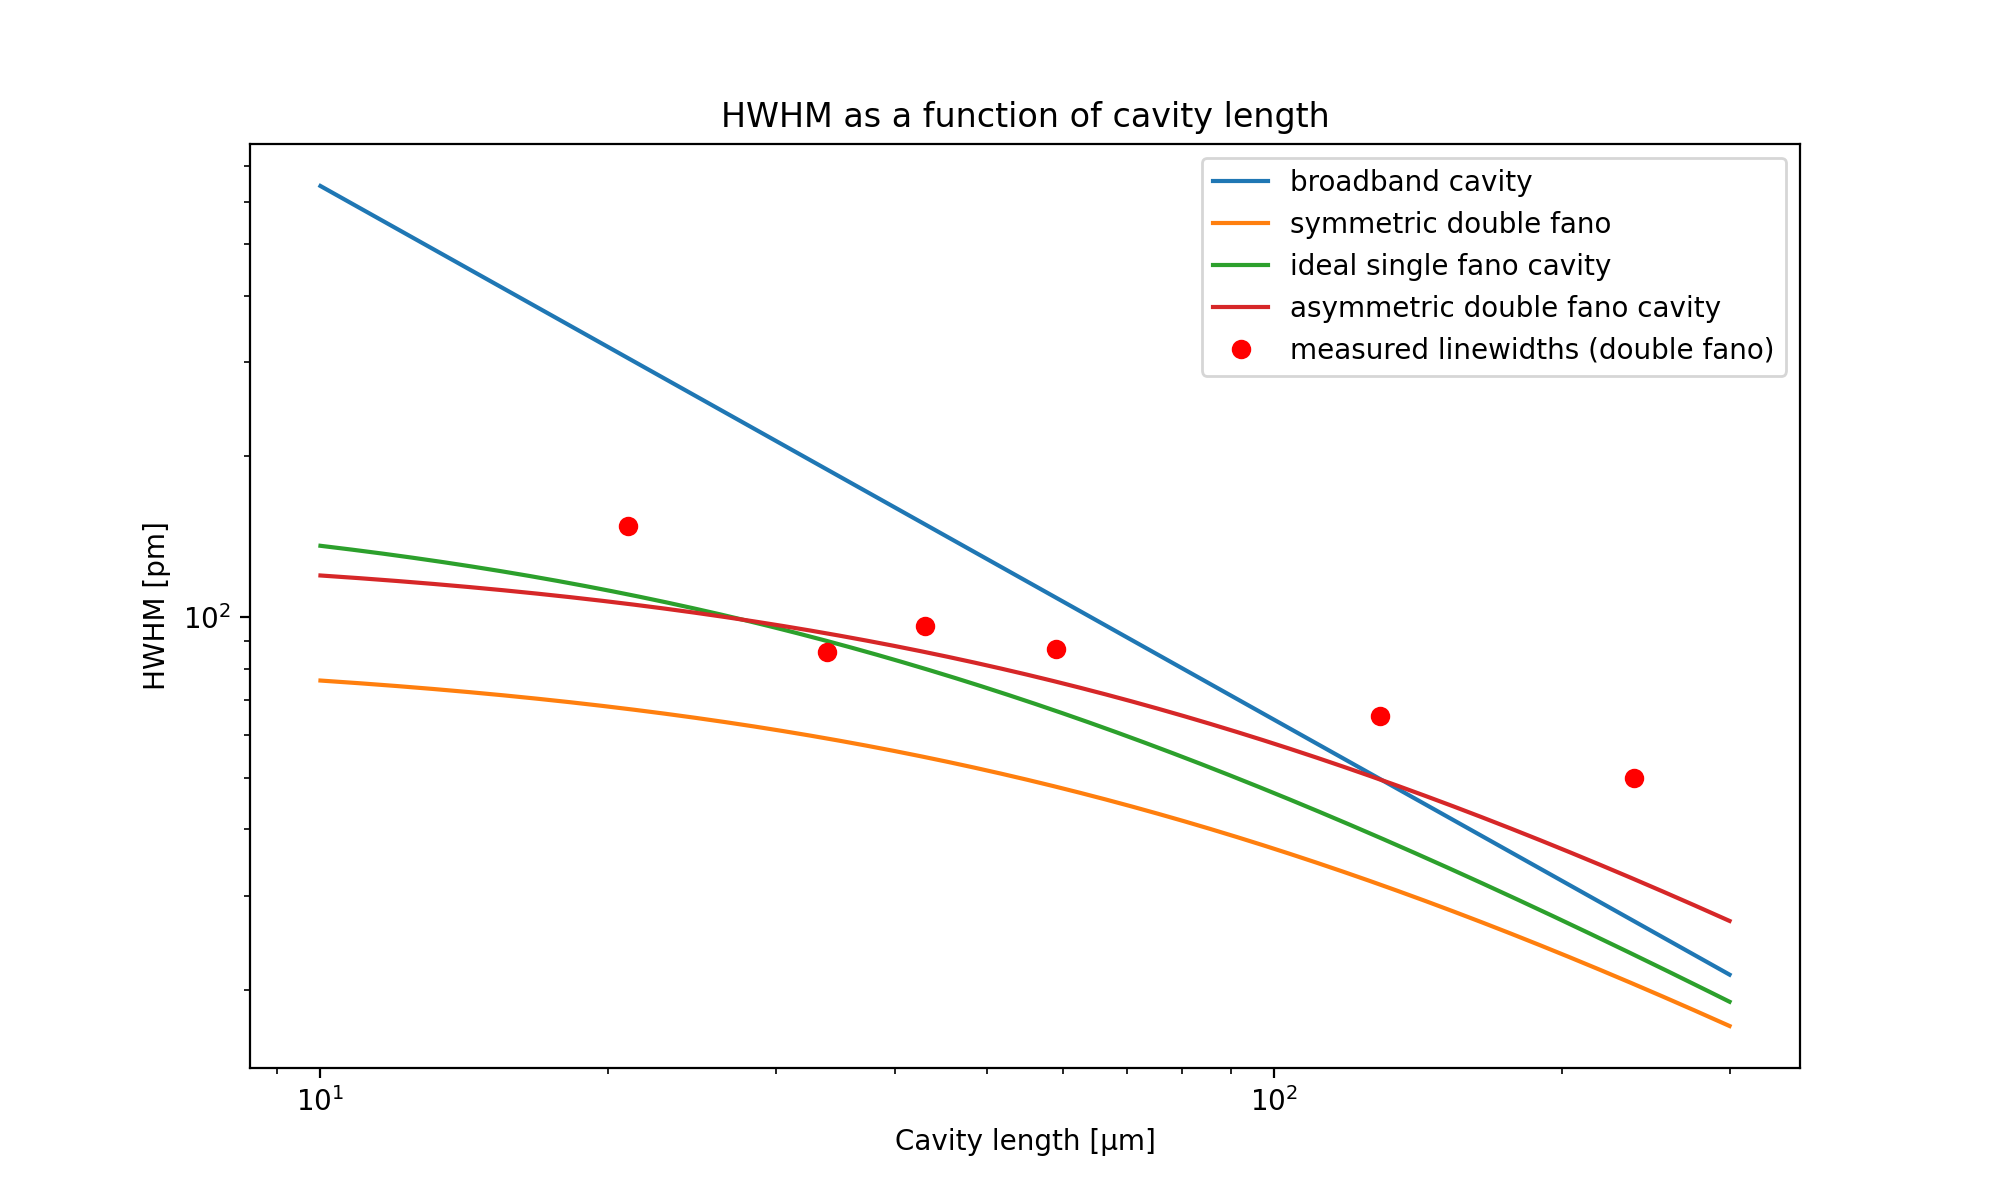 HWHM as a function of cavity length
broadband cavity
symmetric double fano
ideal single fano cavity
asymmetric double fano cavity
measured linewidths (double fano)
HWHM [pm]
10²
10¹
10²
Cavity length [µm]